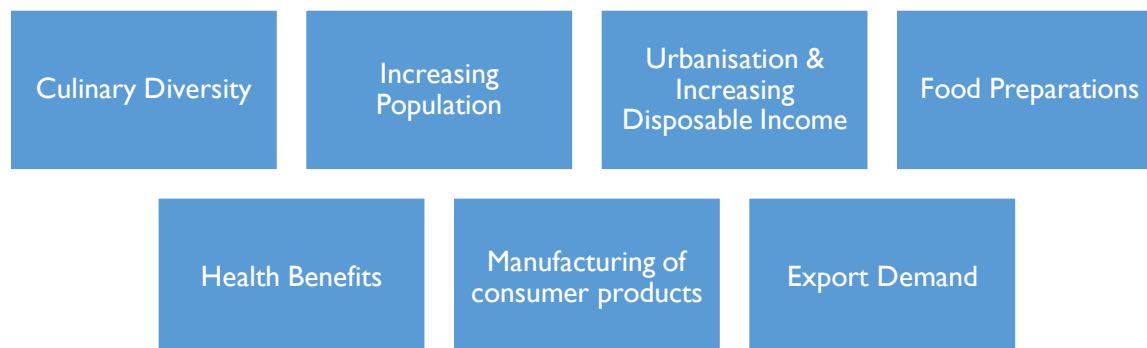 Culinary Diversity
Increasing
Population
Urbanisation &
Increasing
Disposable Income
Food Preparations
Health Benefits
Manufacturing of
consumer products
Export Demand